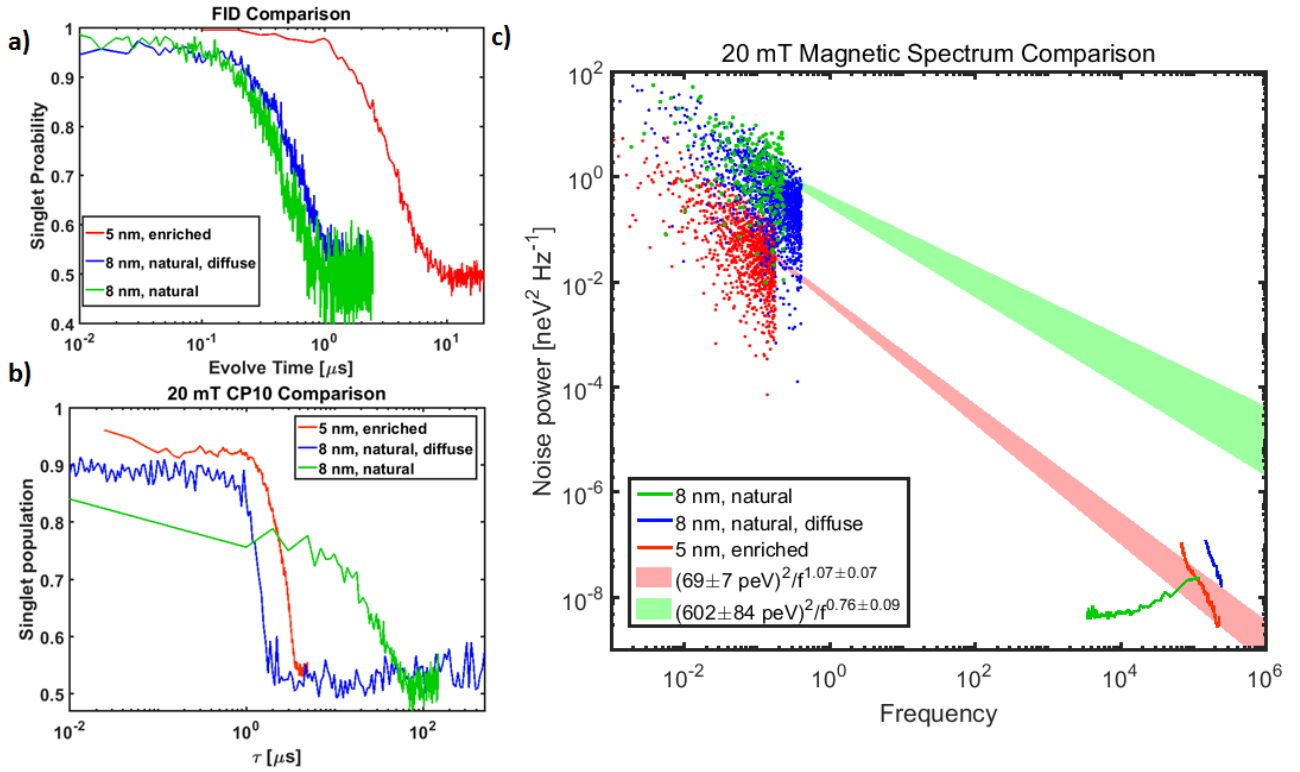 a)
FID Comparison
Singlet Proability
1
0.9
0.8
0.7
0.6
0.5
0.4
5 nm, enriched
8 nm, natural, diffuse
8 nm, natural
10^-2
10^-1
10^0
10^1
Evolve Time [μs]
b)
20 mT CP10 Comparison
Singlet population
1
0.9
0.8
0.7
0.6
0.5
5 nm, enriched
8 nm, natural, diffuse
8 nm, natural
10^-2
10^0
10^2
τ [μs]
c)
20 mT Magnetic Spectrum Comparison
Noise power [neV^2 Hz^-1]
10^2
10^0
10^-2
10^-4
10^-6
10^-8
8 nm, natural
8 nm, natural, diffuse
5 nm, enriched
(69±7 peV)^2/f^1.07±0.07
(602±84 peV)^2/f^0.76±0.09
10^-2
10^0
10^2
10^4
10^6
Frequency